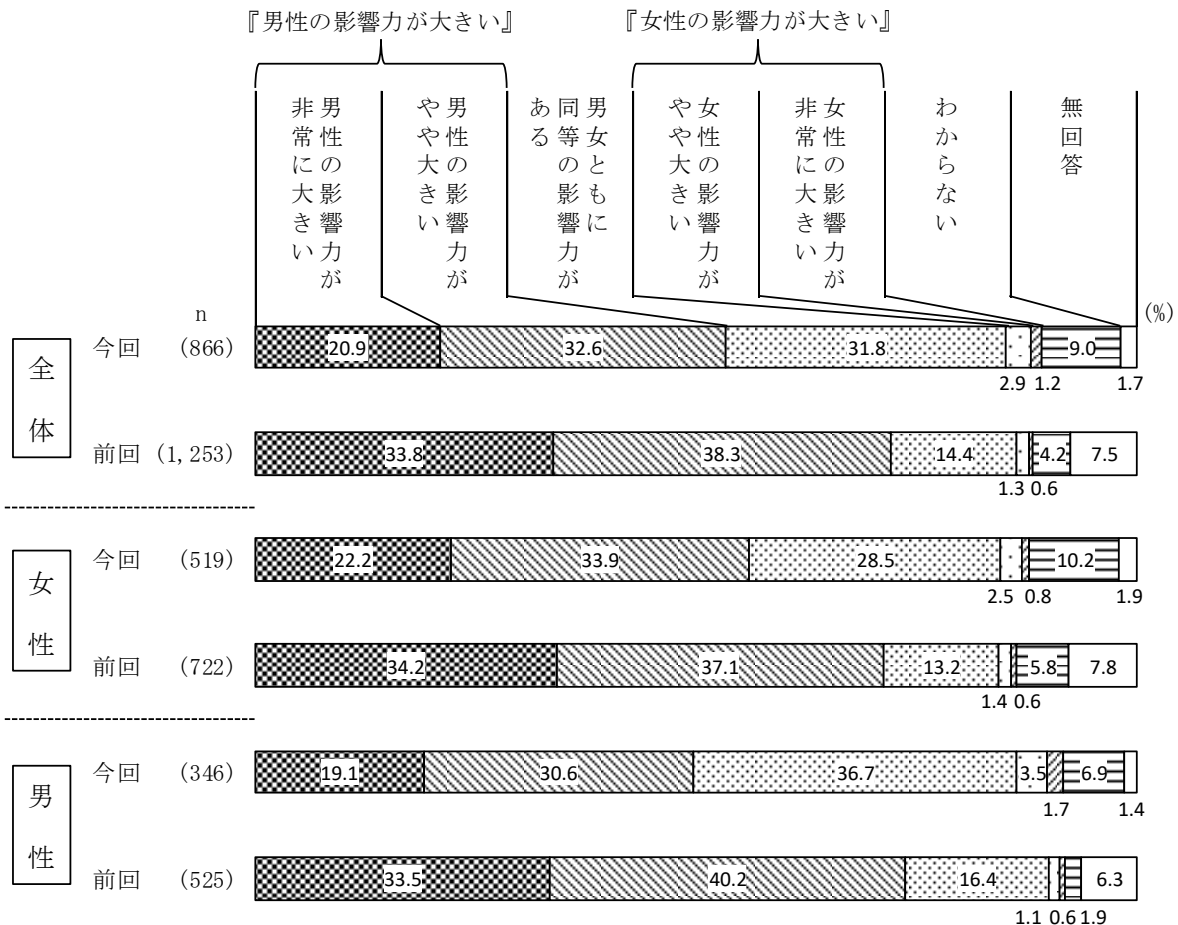 『男性の影響力が大きい』
『女性の影響力が大きい』
男性の影響力が
非常に大きい
男性の影響力が
やや大きい
男女ともに
同等の影響力が
ある
女性の影響力が
やや大きい
女性の影響力が
非常に大きい
わからない
無回答
n
(%)
全体
今回 (866)
20.9 32.6 31.8 9.0
2.9 1.2 1.7
前回 (1,253)
33.8 38.3 14.4 4.2 7.5
1.3 0.6
女性
今回 (519)
22.2 33.9 28.5 10.2
2.5 0.8 1.9
前回 (722)
34.2 37.1 13.2 5.8 7.8
1.4 0.6
男性
今回 (346)
19.1 30.6 36.7 3.5 6.9
1.7 1.4
前回 (525)
33.5 40.2 16.4 6.3
1.1 0.6 1.9